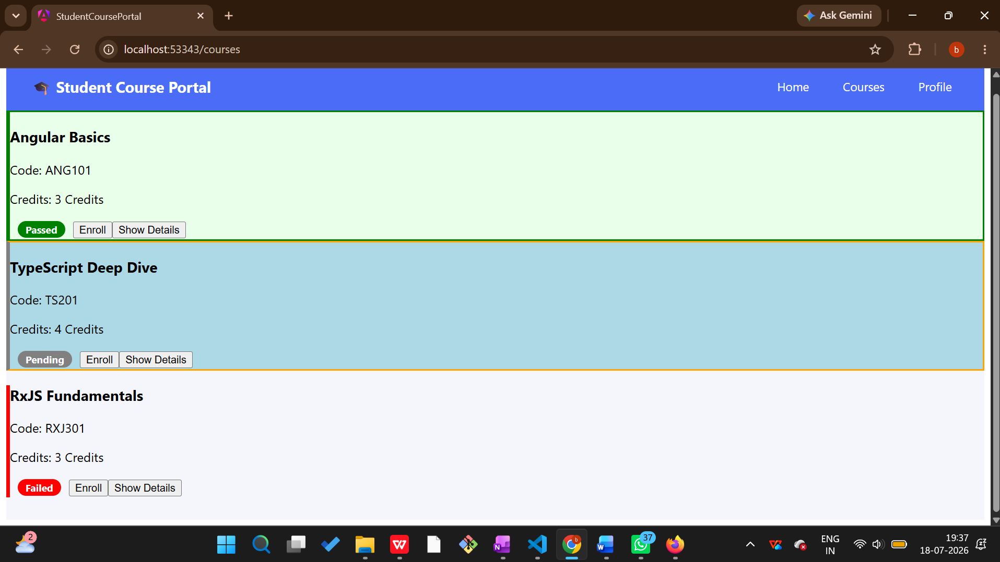 StudentCoursePortal
Ask Gemini
localhost:53343/courses
b
Student Course Portal
Home
Courses
Profile
Angular Basics
Code: ANG101
Credits: 3 Credits
Passed
Enroll
Show Details
TypeScript Deep Dive
Code: TS201
Credits: 4 Credits
Pending
Enroll
Show Details
RxJS Fundamentals
Code: RXJ301
Credits: 3 Credits
Failed
Enroll
Show Details
2
37
ENG
IN
19:37
18-07-2026